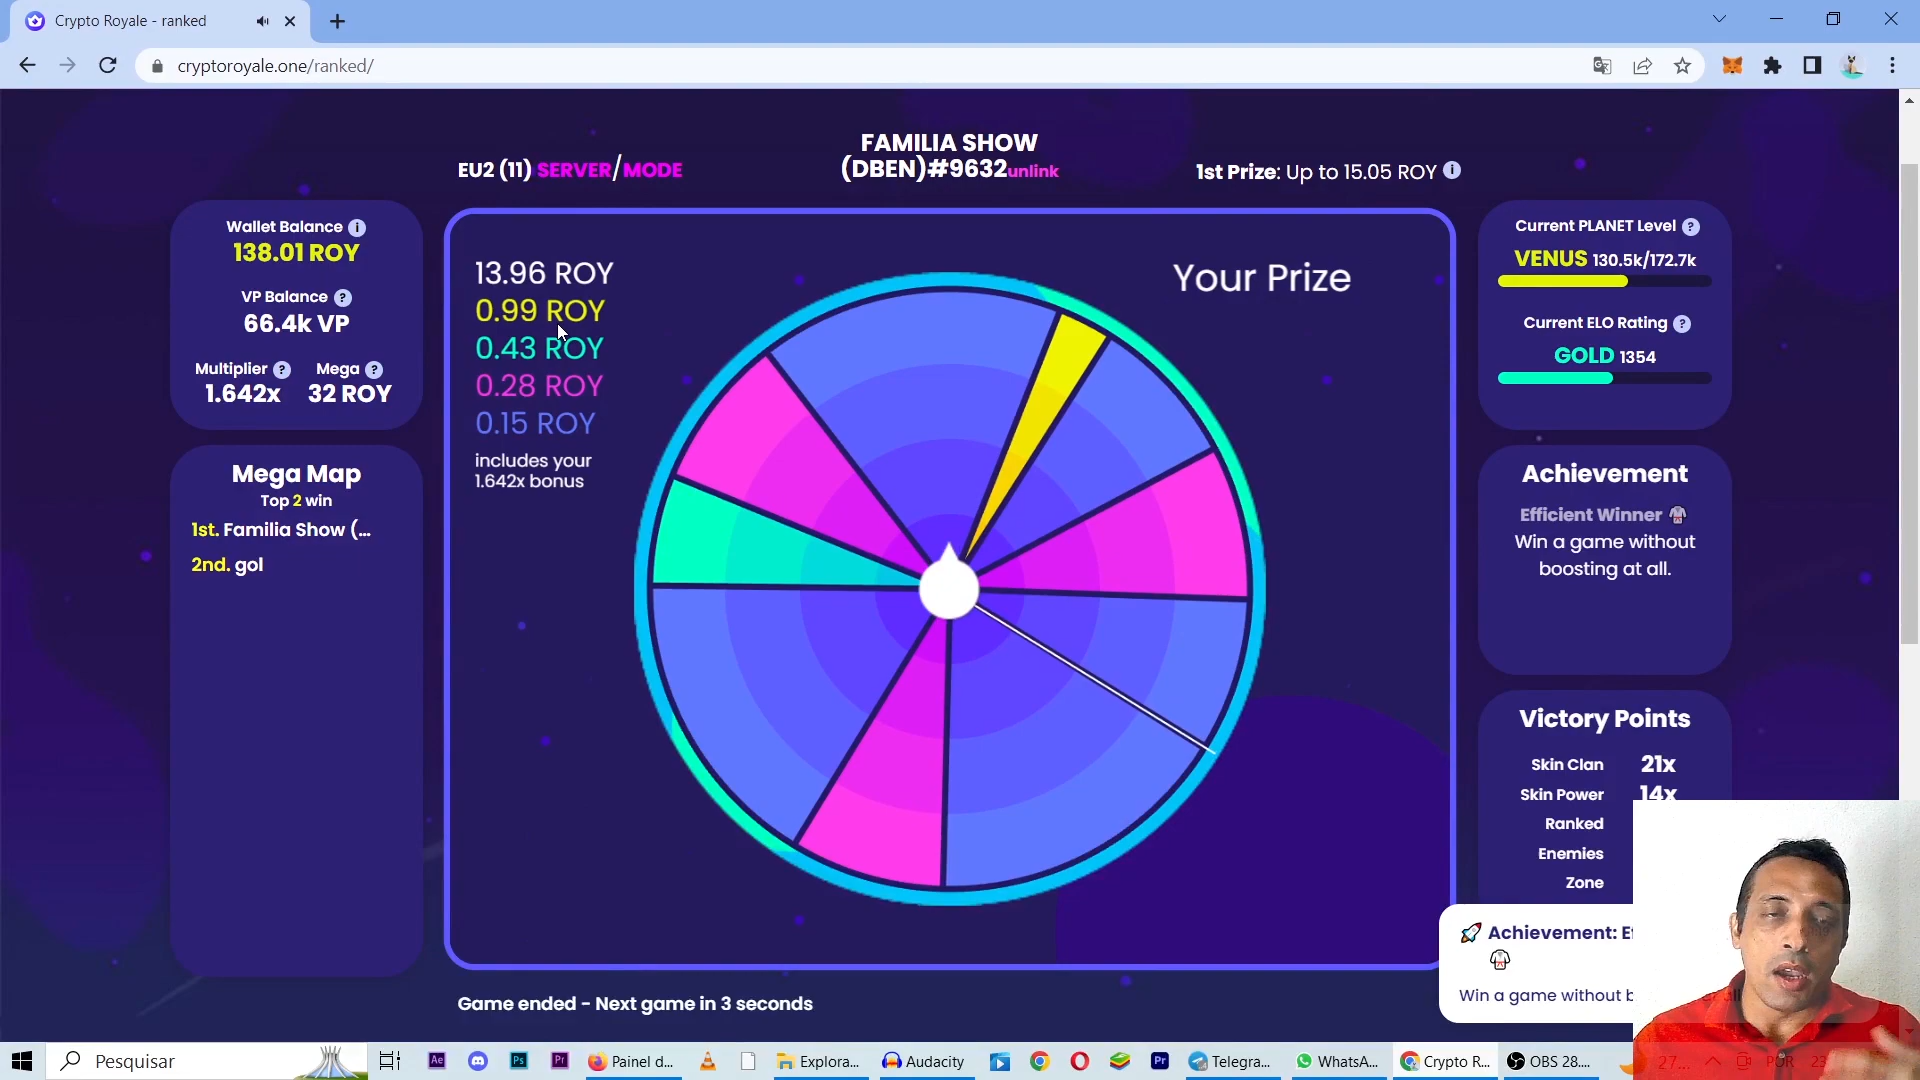 Crypto Royale - ranked
cryptoroyale.one/ranked/
EU2 (11) SERVER/MODE
FAMILIA SHOW
(DBEN)#9632unlink
1st Prize: Up to 15.05 ROY
Wallet Balance
138.01 ROY
VP Balance
66.4k VP
Multiplier Mega
1.642x 32 ROY
Mega Map
Top 2 win
1st. Familia Show (...
2nd. gol
13.96 ROY
0.99 ROY
0.43 ROY
0.28 ROY
0.15 ROY
includes your
1.642x bonus
Your Prize
Current PLANET Level
VENUS 130.5k/172.7k
Current ELO Rating
GOLD 1354
Achievement
Efficient Winner
Win a game without
boosting at all.
Victory Points
Skin Clan 21x
Skin Power 14x
Ranked
Enemies
Zone
Achievement:
Win a game without
Game ended - Next game in 3 seconds
Pesquisar
Ae
Ps
Pr
Painel d...
Explora...
Audacity
Pr
Telegra...
WhatsA...
Crypto R...
OBS 28....
27...
POR